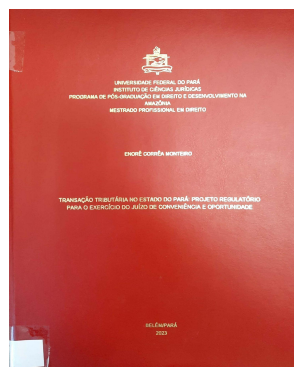 UNIVERSIDADE FEDERAL DO PARÁ
INSTITUTO DE CIÊNCIAS JURÍDICAS
PROGRAMA DE PÓS-GRADUAÇÃO EM DIREITO E DESENVOLVIMENTO NA
AMAZÔNIA
MESTRADO PROFISSIONAL EM DIREITO
ENDRÊ CORRÊA MONTEIRO
TRANSAÇÃO TRIBUTÁRIA NO ESTADO DO PARÁ: PROJETO REGULATÓRIO
PARA O EXERCÍCIO DO JUÍZO DE CONVENIÊNCIA E OPORTUNIDADE
BELÉM/PARÁ
2023